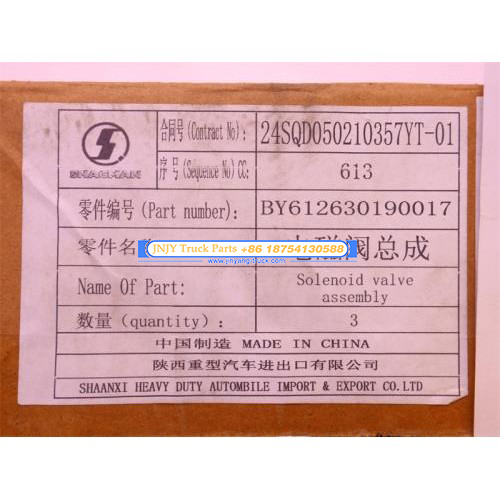 SHACMAN
合同号(Contract No): 24SQD050210357YT-01
序号(Sequence No)CC: 613
零件编号(Part number): BY612630190017
零件名 电磁阀总成
JNJY Truck Parts +86 18754130588
www.jinyang-truck.com
Name Of Part: Solenoid valve assembly
数量(quantity): 3
中国制造 MADE IN CHINA
陕西重型汽车进出口有限公司
SHAANXI HEAVY DUTY AUTOMBILE IMPORT & EXPORT CO.LTD